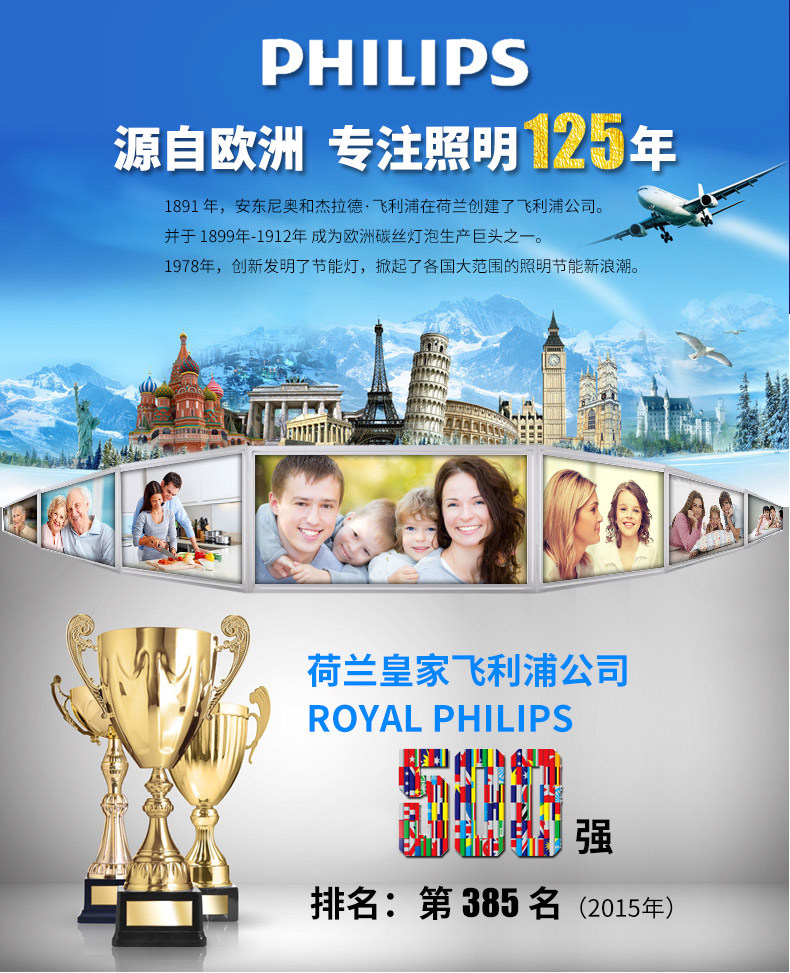 PHILIPS
源自欧洲 专注照明125年
1891 年，安东尼奥和杰拉德·飞利浦在荷兰创建了飞利浦公司。
并于 1899年-1912年 成为欧洲碳丝灯泡生产巨头之一。
1978年，创新发明了节能灯，掀起了各国大范围的照明节能新浪潮。
荷兰皇家飞利浦公司
ROYAL PHILIPS
500强
排名：第 385 名（2015年）